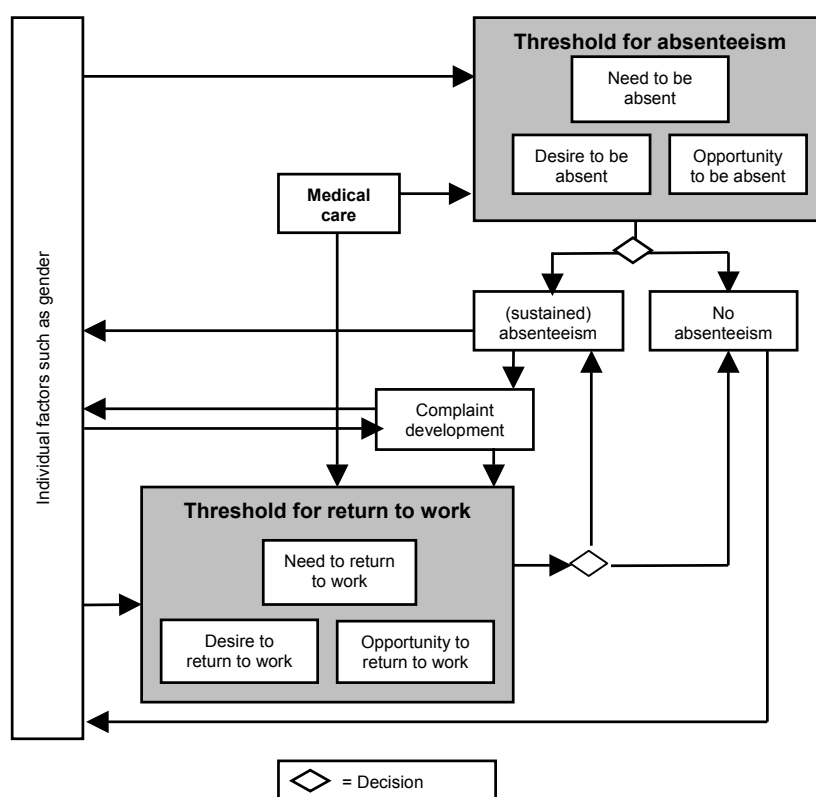 Threshold for absenteeism
Need to be
absent
Desire to be
absent
Opportunity
to be absent
Medical
care
Individual factors such as gender
(sustained)
absenteeism
No
absenteeism
Complaint
development
Threshold for return to work
Need to return
to work
Desire to
return to work
Opportunity to
return to work
= Decision